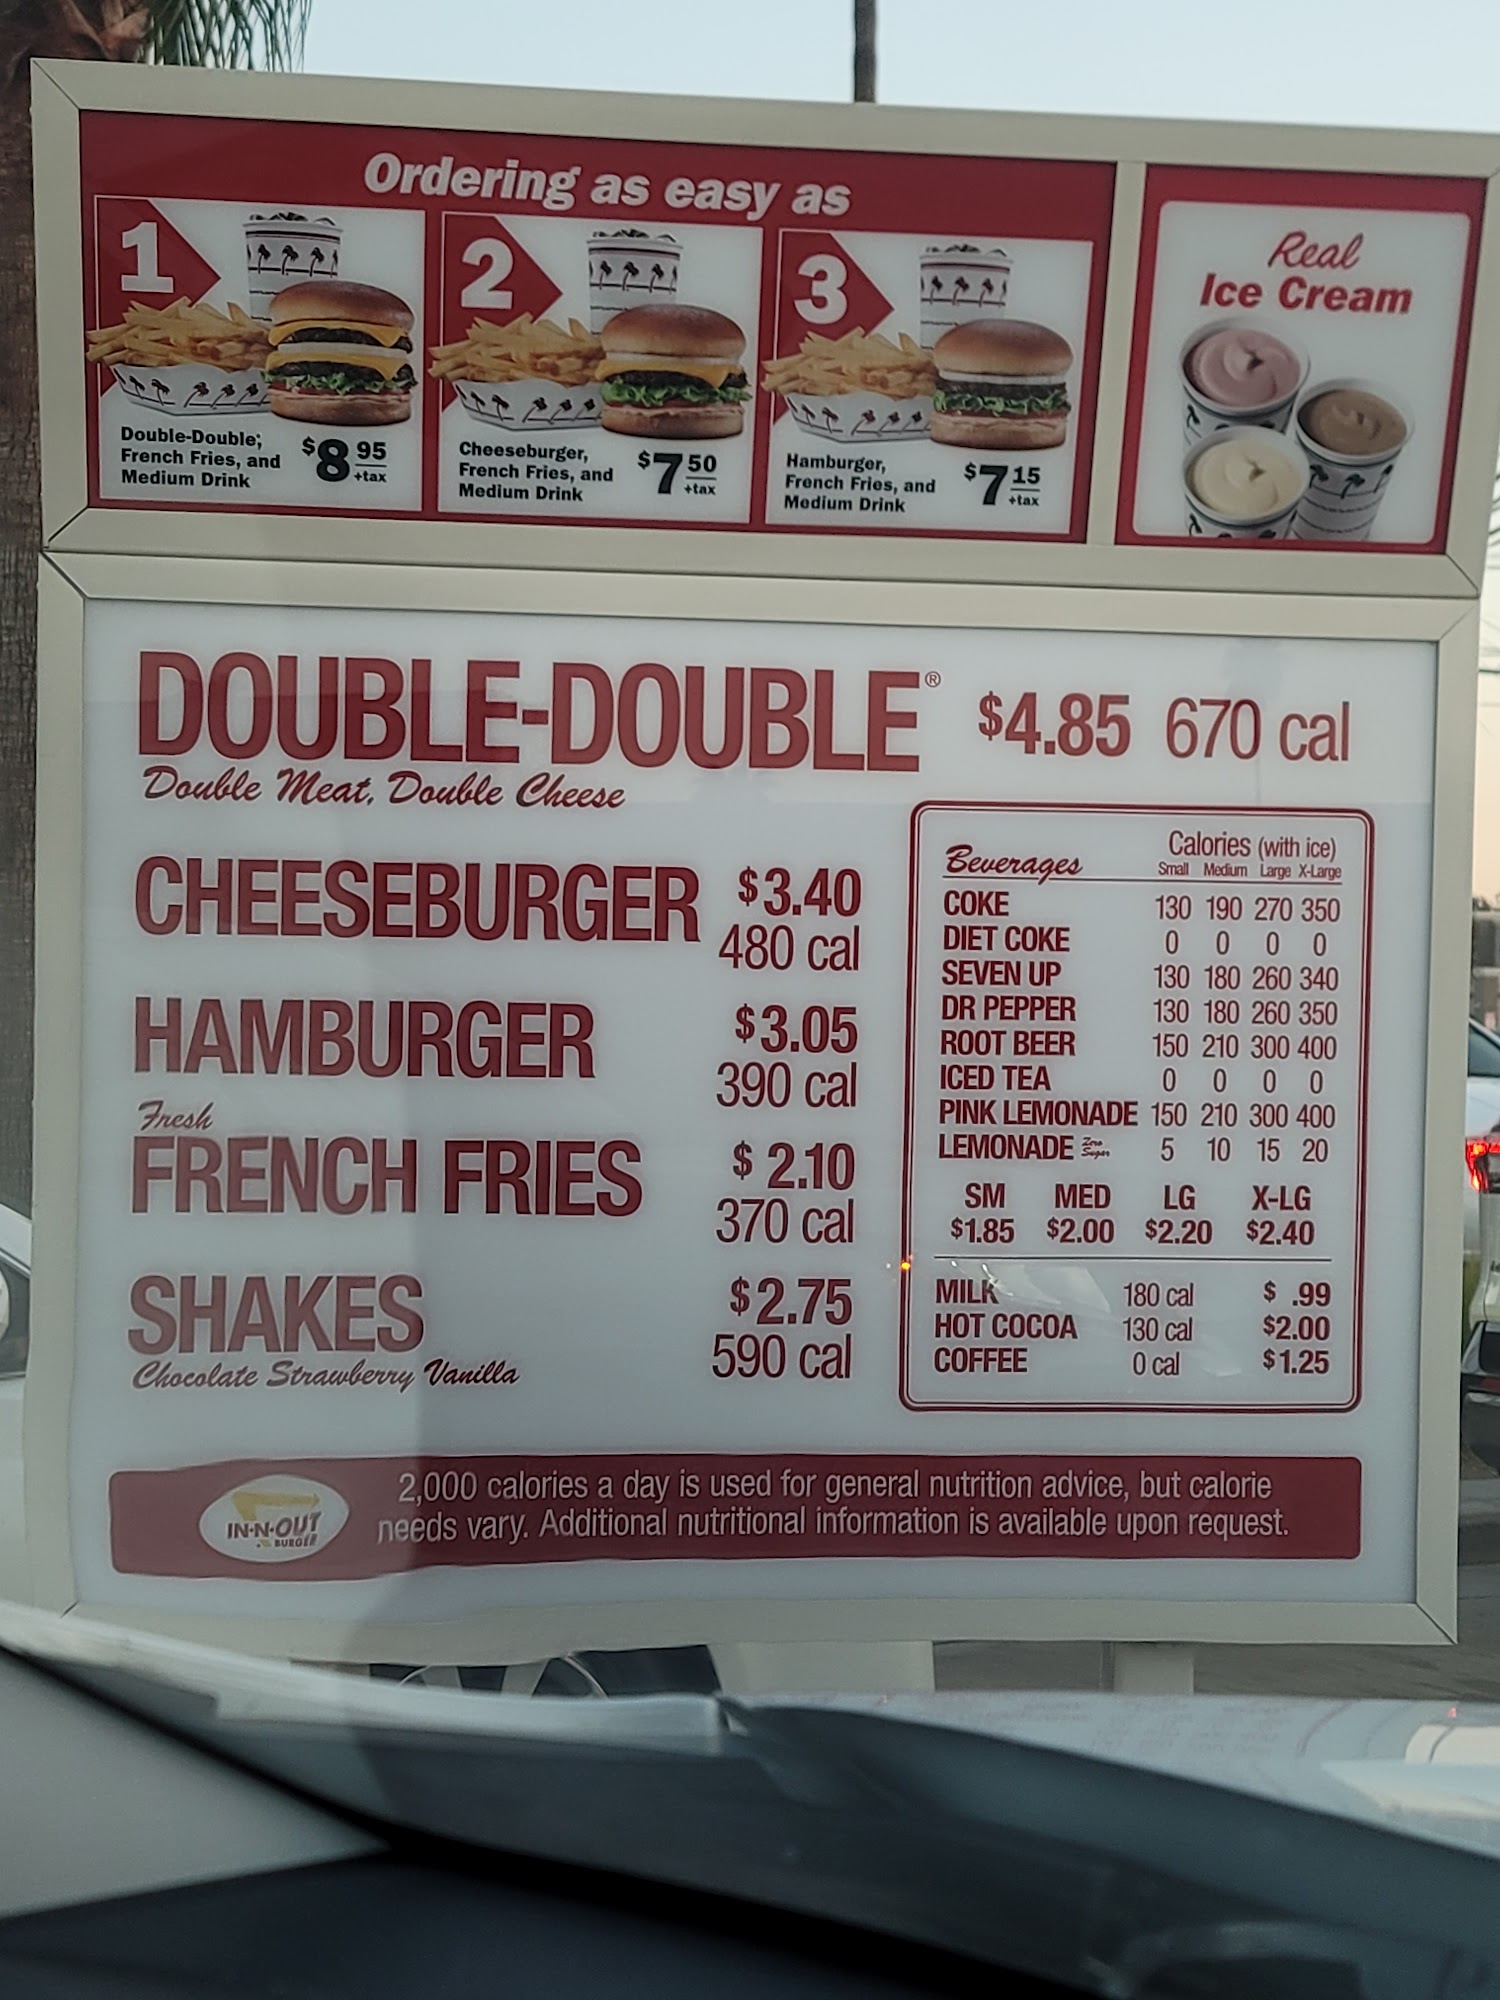 Ordering as easy as
1
Double-Double,
French Fries, and
Medium Drink
$8 95
+tax
2
Cheeseburger,
French Fries, and
Medium Drink
$7 50
+tax
3
Hamburger,
French Fries, and
Medium Drink
$7 15
+tax
Real
Ice Cream
DOUBLE-DOUBLE® $4.85 670 cal
Double Meat, Double Cheese
CHEESEBURGER $3.40
480 cal
HAMBURGER $3.05
390 cal
Fresh
FRENCH FRIES $2.10
370 cal
SHAKES $2.75
590 cal
Chocolate Strawberry Vanilla
Beverages Calories (with ice)
Small Medium Large X-Large
COKE 130 190 270 350
DIET COKE 0 0 0 0
SEVEN UP 130 180 260 340
DR PEPPER 130 180 260 350
ROOT BEER 150 210 300 400
ICED TEA 0 0 0 0
PINK LEMONADE 150 210 300 400
LEMONADE Zero Sugar 5 10 15 20
SM MED LG X-LG
$1.85 $2.00 $2.20 $2.40
MILK 180 cal $ .99
HOT COCOA 130 cal $2.00
COFFEE 0 cal $1.25
IN-N-OUT
BURGER
2,000 calories a day is used for general nutrition advice, but calorie
needs vary. Additional nutritional information is available upon request.